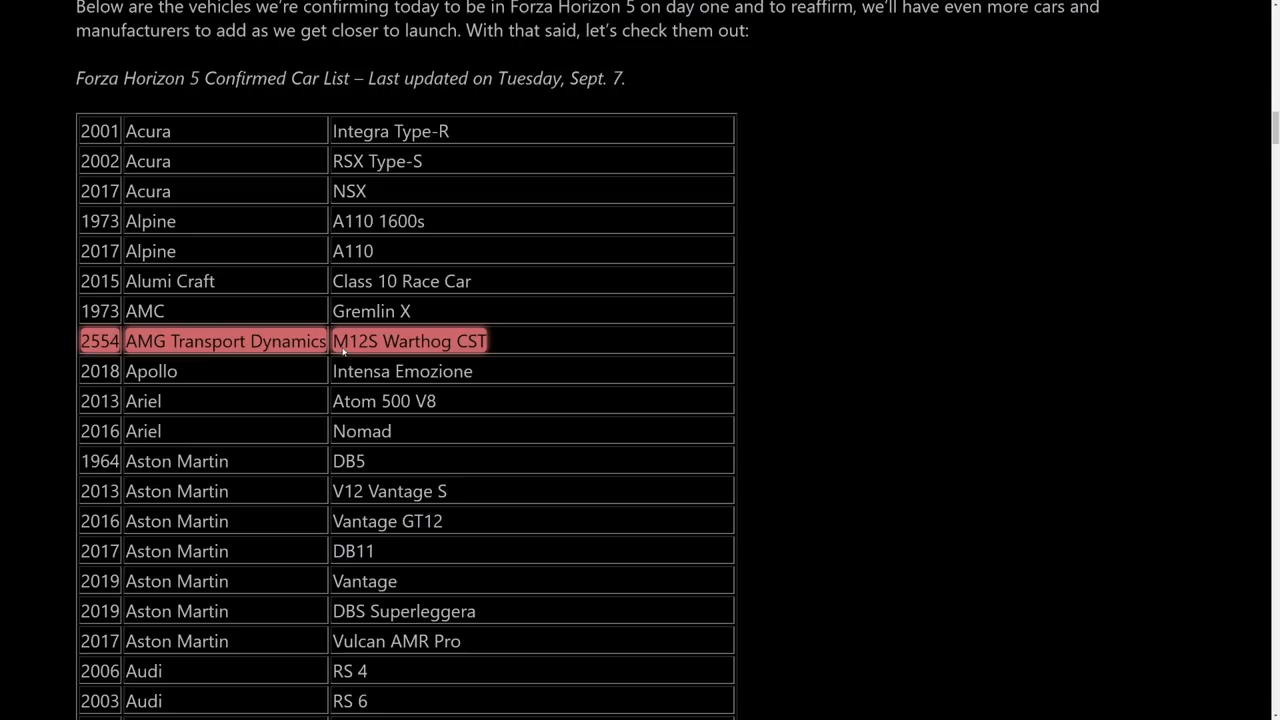 Below are the vehicles we’re confirming today to be in Forza Horizon 5 on day one and to reaffirm, we’ll have even more cars and
manufacturers to add as we get closer to launch. With that said, let’s check them out:
Forza Horizon 5 Confirmed Car List – Last updated on Tuesday, Sept. 7.
2001 Acura Integra Type-R
2002 Acura RSX Type-S
2017 Acura NSX
1973 Alpine A110 1600s
2017 Alpine A110
2015 Alumi Craft Class 10 Race Car
1973 AMC Gremlin X
2554 AMG Transport Dynamics M12S Warthog CST
2018 Apollo Intensa Emozione
2013 Ariel Atom 500 V8
2016 Ariel Nomad
1964 Aston Martin DB5
2013 Aston Martin V12 Vantage S
2016 Aston Martin Vantage GT12
2017 Aston Martin DB11
2019 Aston Martin Vantage
2019 Aston Martin DBS Superleggera
2017 Aston Martin Vulcan AMR Pro
2006 Audi RS 4
2003 Audi RS 6